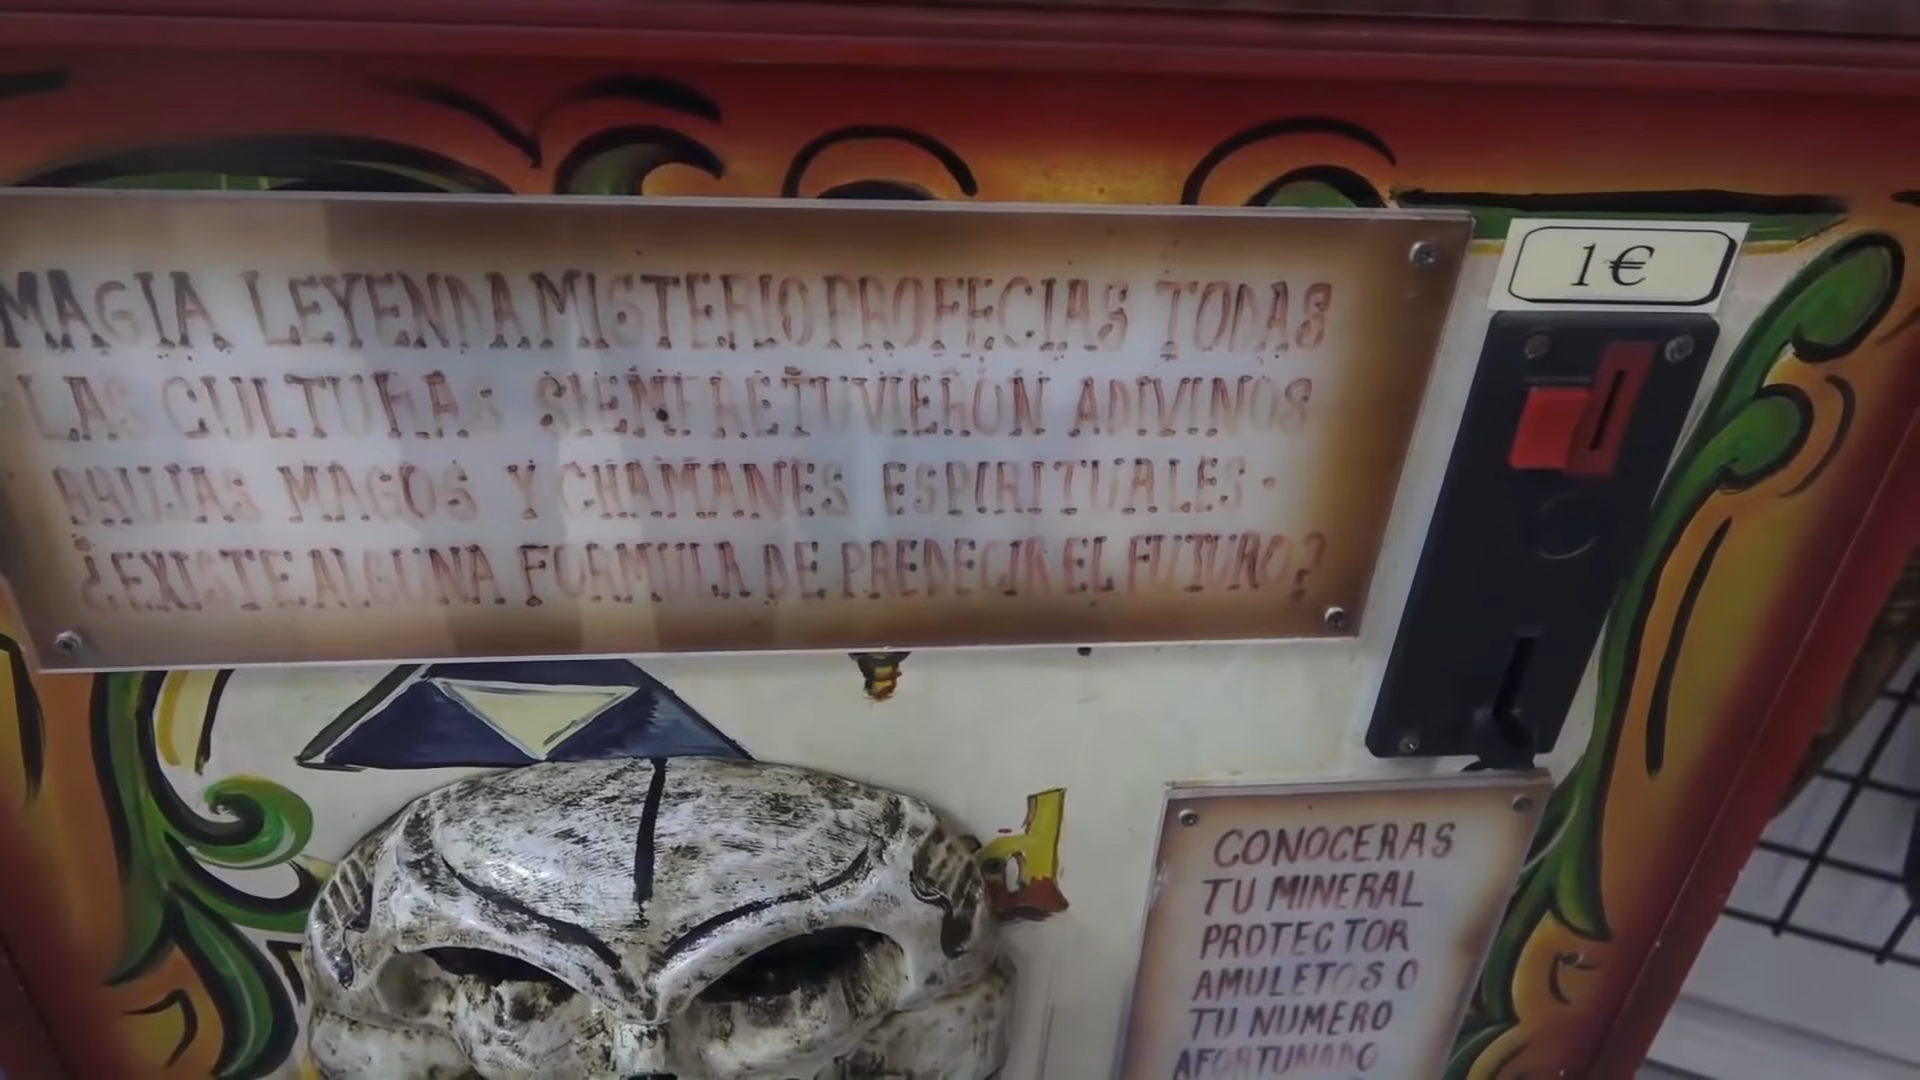 MAGIA LEYENDA MISTERIO PROFECIAS TODAS
LAS CULTURAS SIEMPRE TUVIERON ADIVINOS
BRUJAS MAGOS Y CHAMANES ESPIRITUALES.
¿EXISTE ALGUNA FORMULA DE PREDECIR EL FUTURO?
1€
CONOCERAS
TU MINERAL
PROTECTOR
AMULETOS O
TU NUMERO
AFORTUNADO